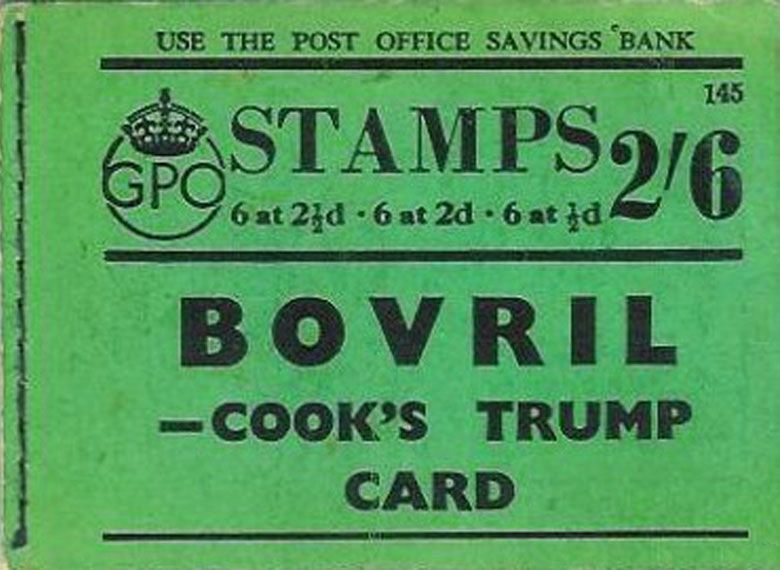 USE THE POST OFFICE SAVINGS BANK
145
GPO
STAMPS 2/6
6 at 2½d · 6 at 2d · 6 at ½d
BOVRIL
—COOK'S TRUMP
CARD